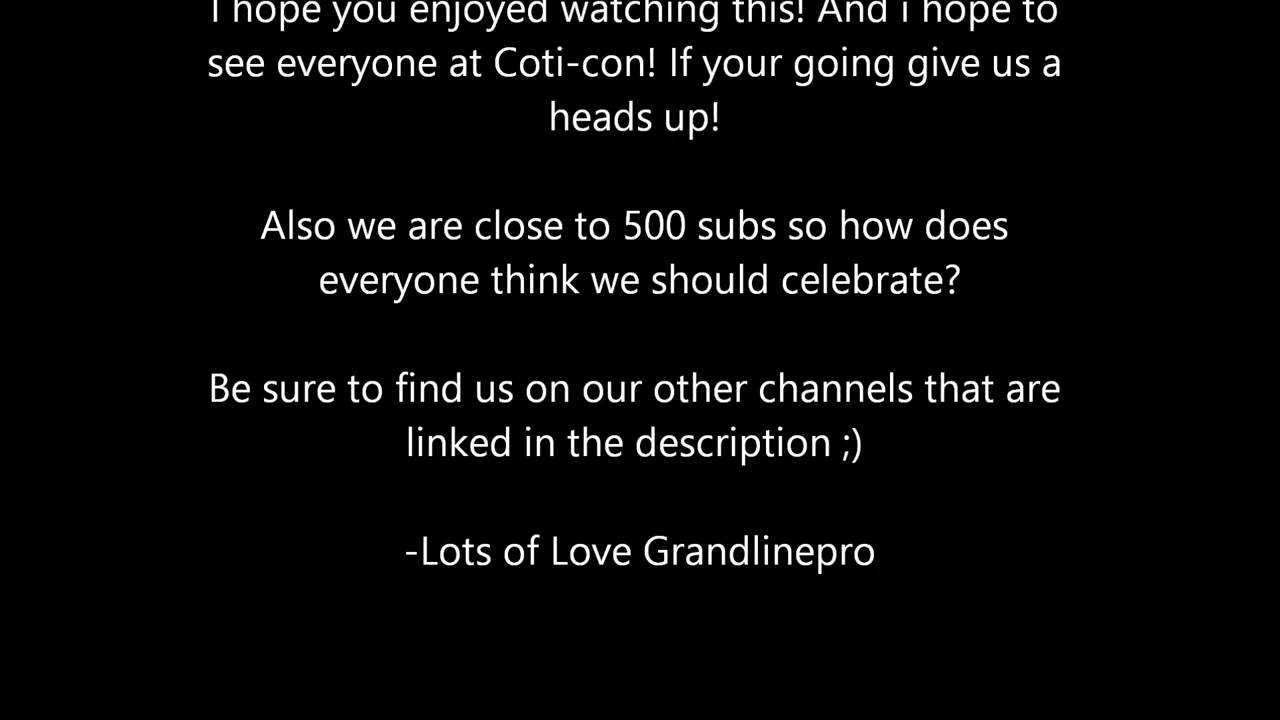 I hope you enjoyed watching this! And i hope to
see everyone at Coti-con! If your going give us a
heads up!
Also we are close to 500 subs so how does
everyone think we should celebrate?
Be sure to find us on our other channels that are
linked in the description ;)
-Lots of Love Grandlinepro